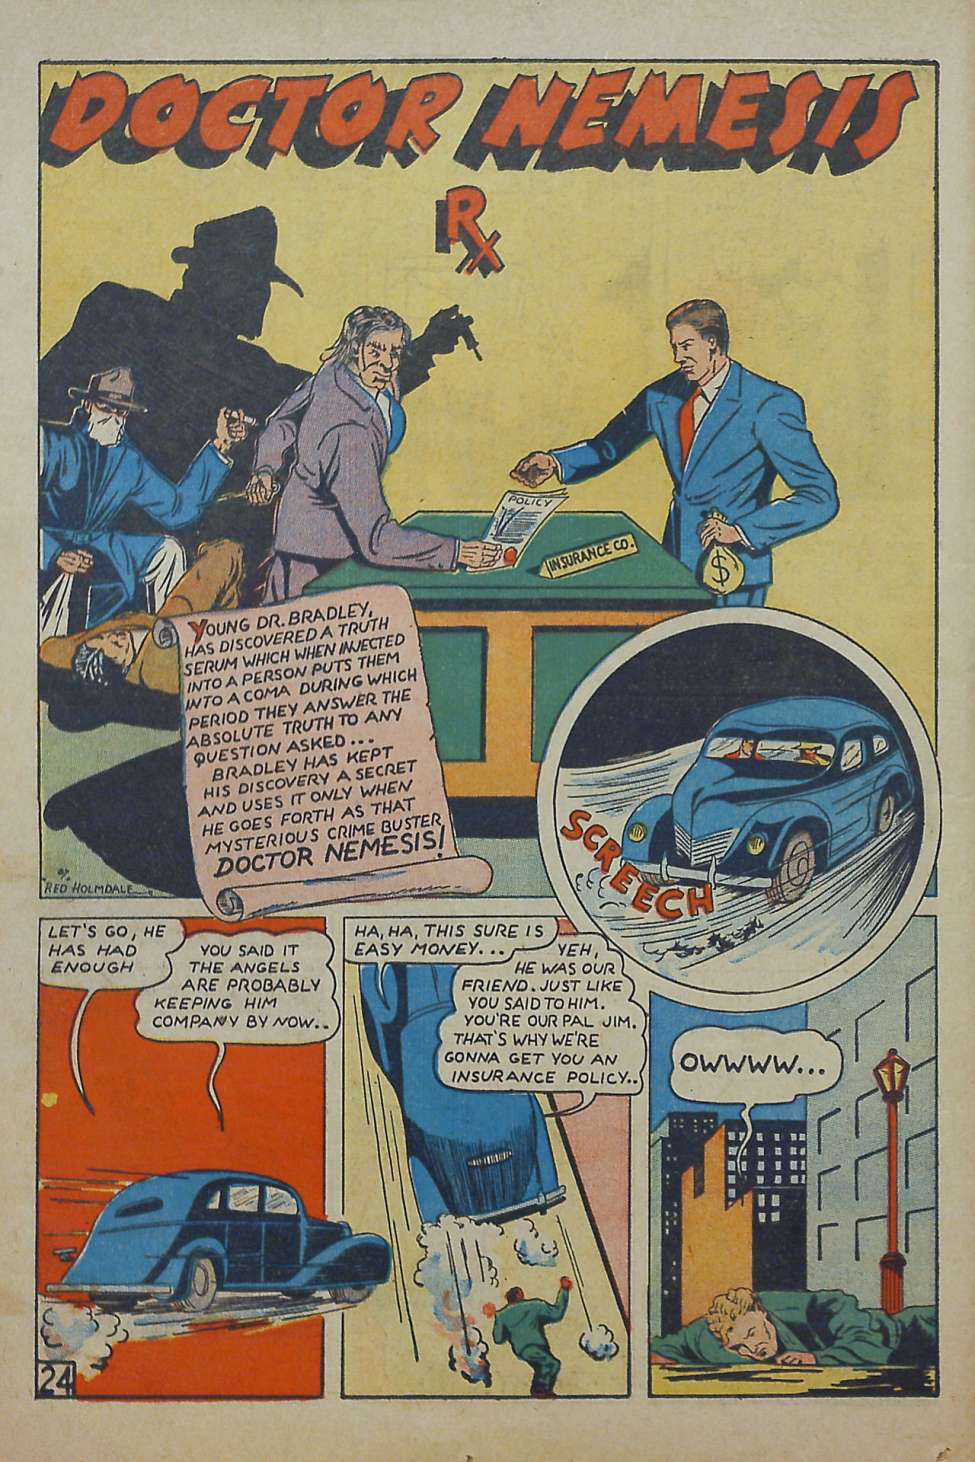 DOCTOR NEMESIS
Rx
POLICY
INSURANCE CO.
$
YOUNG DR. BRADLEY,
HAS DISCOVERED A TRUTH
SERUM WHICH WHEN INJECTED
INTO A PERSON PUTS THEM
INTO A COMA DURING WHICH
PERIOD THEY ANSWER THE
ABSOLUTE TRUTH TO ANY
QUESTION ASKED...
BRADLEY HAS KEPT
HIS DISCOVERY A SECRET
AND USES IT ONLY WHEN
HE GOES FORTH AS THAT
MYSTERIOUS CRIME BUSTER
DOCTOR NEMESIS!
BY
"RED HOLMDALE"
SCREECH
LET'S GO, HE
HAS HAD
ENOUGH
YOU SAID IT
THE ANGELS
ARE PROBABLY
KEEPING HIM
COMPANY BY NOW..
HA, HA, THIS SURE IS
EASY MONEY...
YEH,
HE WAS OUR
FRIEND. JUST LIKE
YOU SAID TO HIM.
YOU'RE OUR PAL JIM.
THAT'S WHY WE'RE
GONNA GET YOU AN
INSURANCE POLICY..
OWWWW...
24